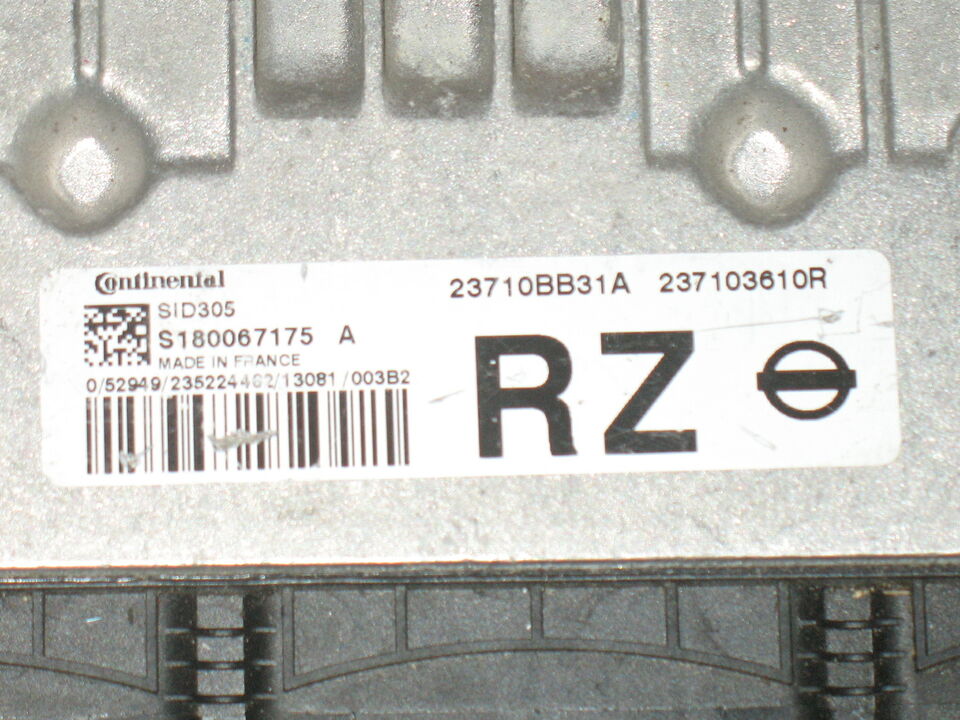 Continental
SID305
S180067175 A
MADE IN FRANCE
0/52949/235224462/13081/003B2
23710BB31A 237103610R
RZ